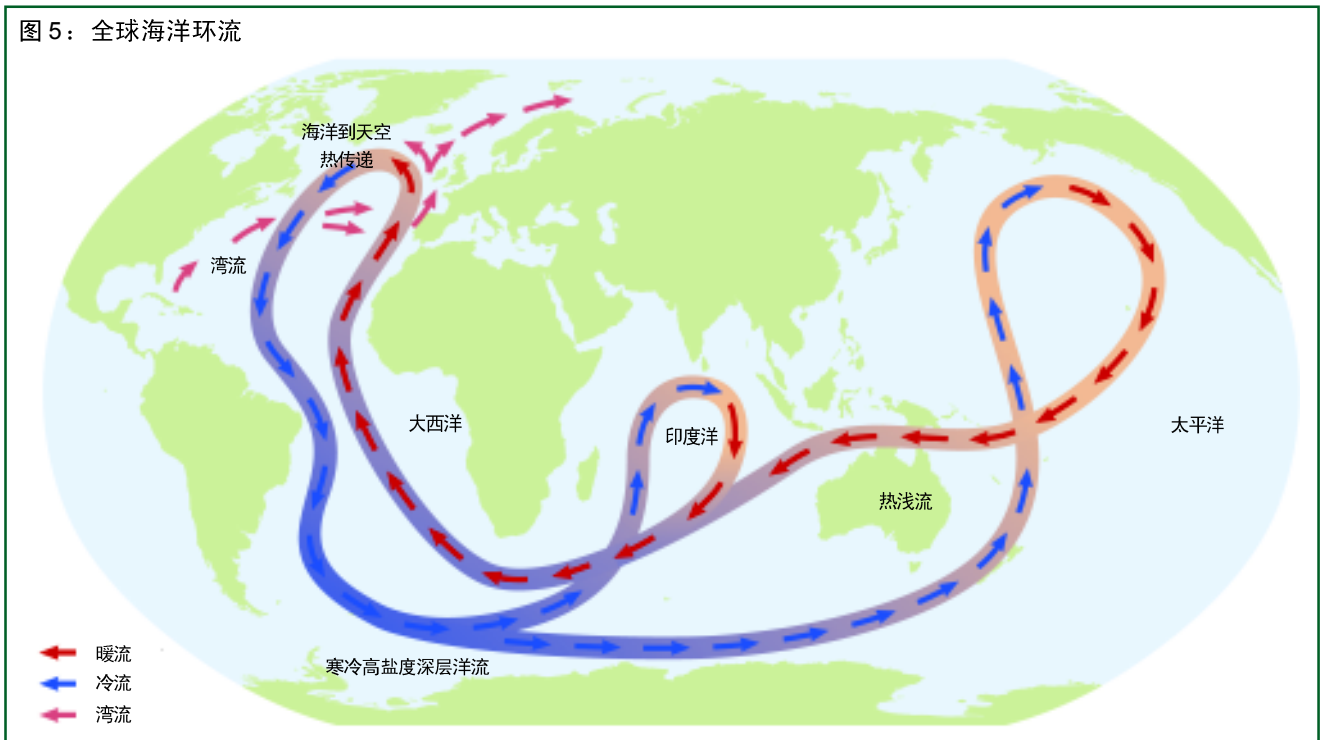 图 5：全球海洋环流
海洋到天空
热传递
湾流
大西洋
印度洋
太平洋
热浅流
寒冷高盐度深层洋流
暖流
冷流
湾流